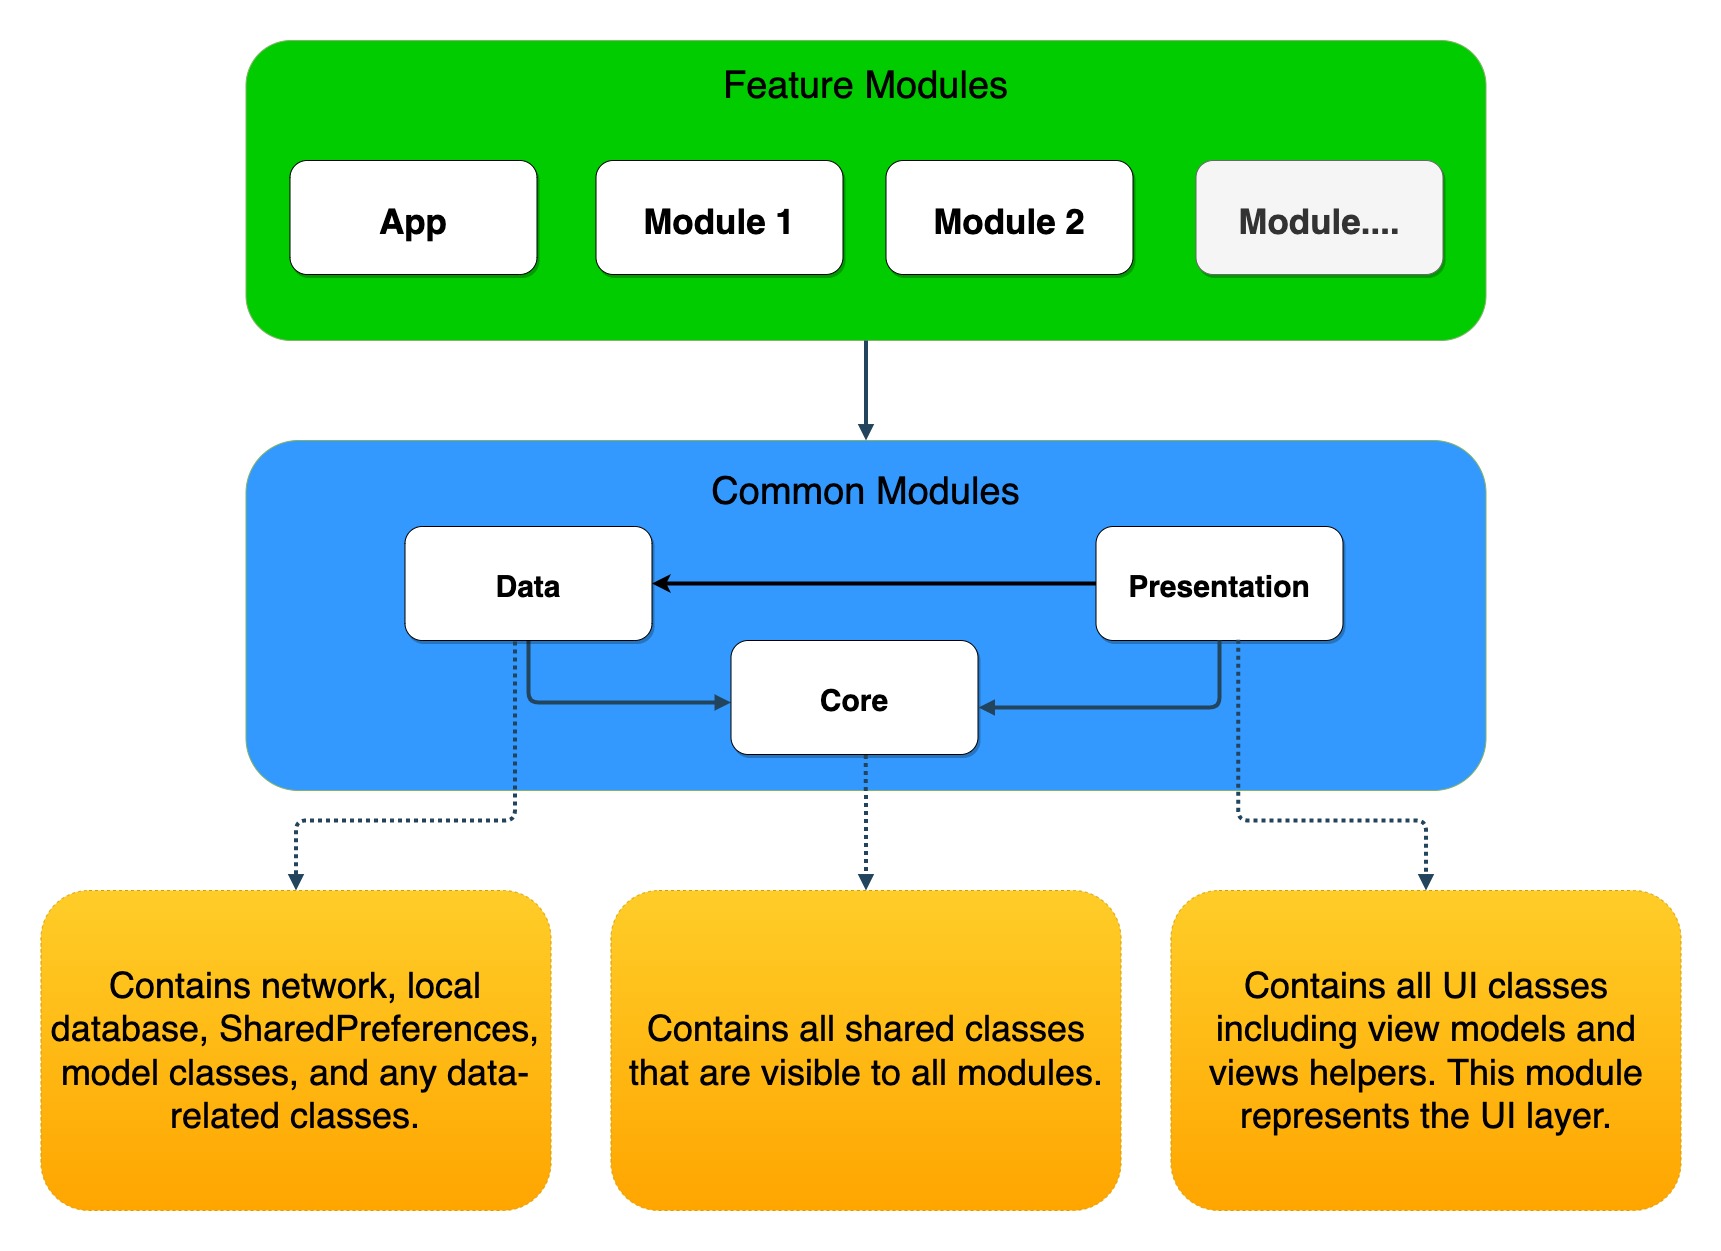 Feature Modules
App
Module 1
Module 2
Module....
Common Modules
Data
Presentation
Core
Contains network, local
database, SharedPreferences,
model classes, and any data-
related classes.
Contains all shared classes
that are visible to all modules.
Contains all UI classes
including view models and
views helpers. This module
represents the UI layer.